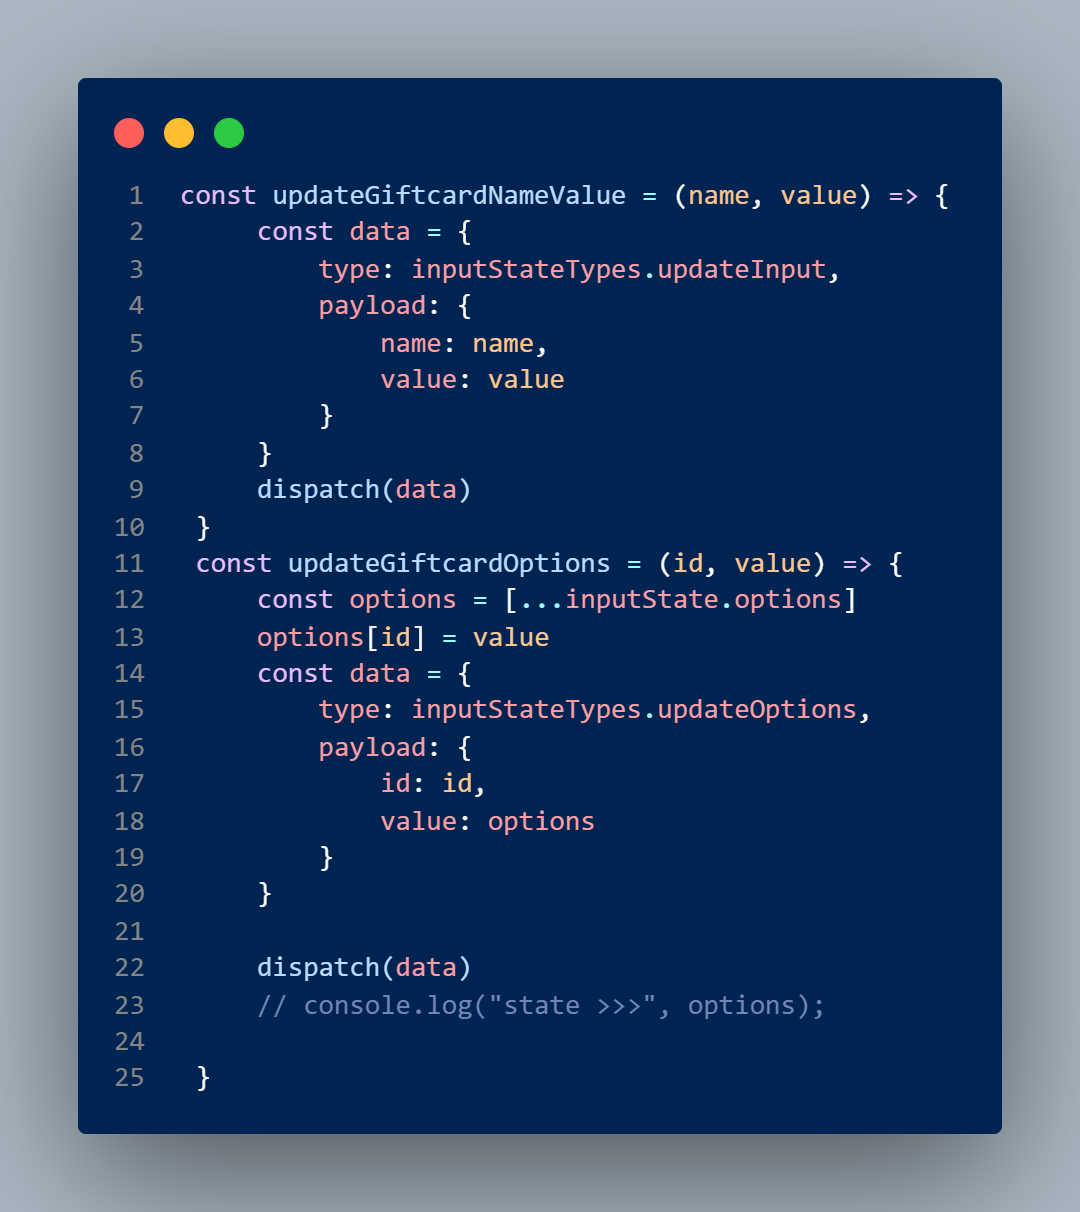 1 const updateGiftcardNameValue = (name, value) => {
2 const data = {
3 type: inputStateTypes.updateInput,
4 payload: {
5 name: name,
6 value: value
7 }
8 }
9 dispatch(data)
10 }
11 const updateGiftcardOptions = (id, value) => {
12 const options = [...inputState.options]
13 options[id] = value
14 const data = {
15 type: inputStateTypes.updateOptions,
16 payload: {
17 id: id,
18 value: options
19 }
20 }
21
22 dispatch(data)
23 // console.log("state >>>", options);
24
25 }